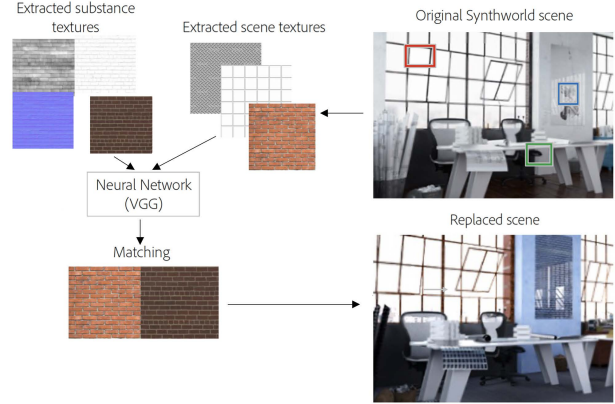 Extracted substance
textures
Extracted scene textures
Original Synthworld scene
Neural Network
(VGG)
Matching
Replaced scene